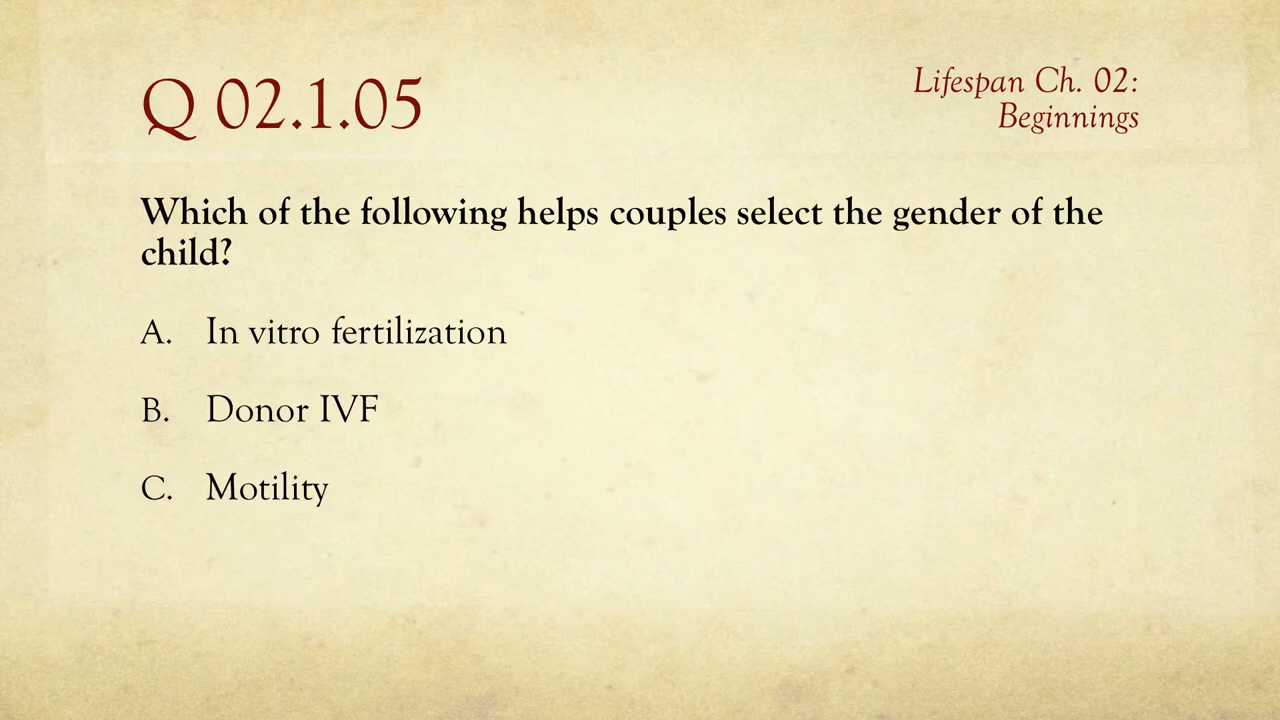 Q 02.1.05
Lifespan Ch. 02:
Beginnings
Which of the following helps couples select the gender of the
child?
A. In vitro fertilization
B. Donor IVF
C. Motility